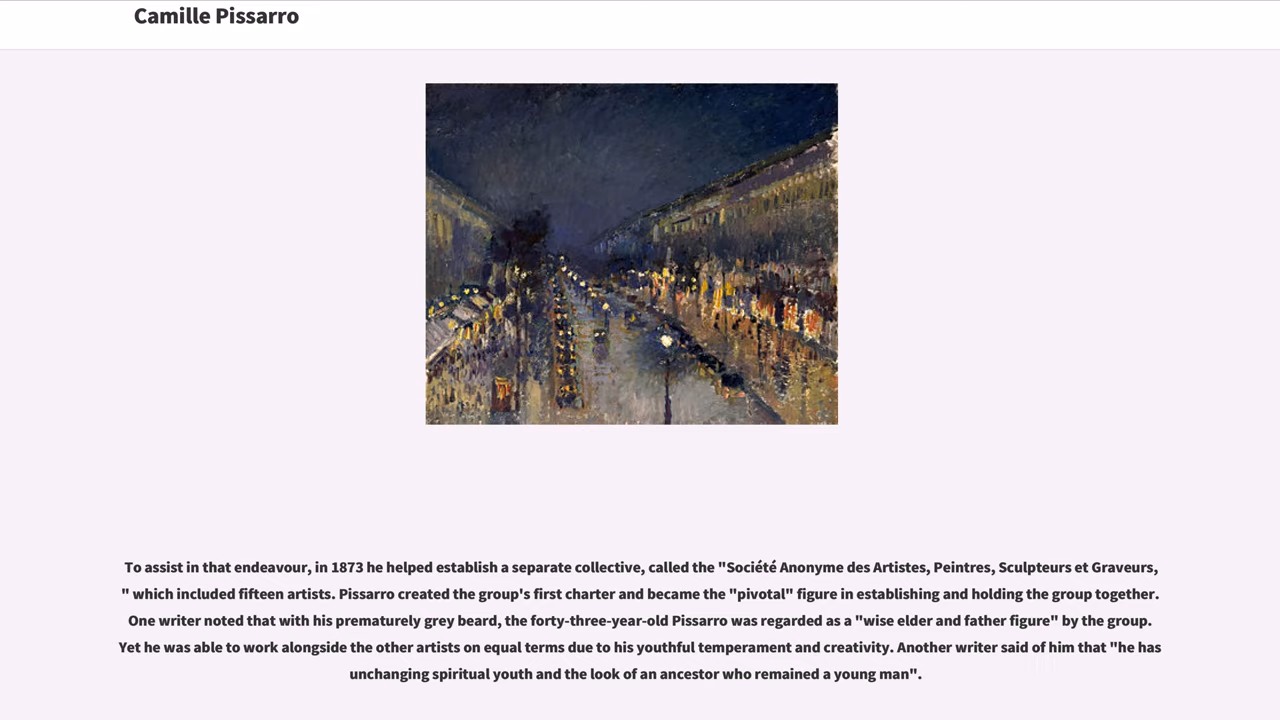 Camille Pissarro
To assist in that endeavour, in 1873 he helped establish a separate collective, called the "Société Anonyme des Artistes, Peintres, Sculpteurs et Graveurs,
" which included fifteen artists. Pissarro created the group's first charter and became the "pivotal" figure in establishing and holding the group together.
One writer noted that with his prematurely grey beard, the forty-three-year-old Pissarro was regarded as a "wise elder and father figure" by the group.
Yet he was able to work alongside the other artists on equal terms due to his youthful temperament and creativity. Another writer said of him that "he has
unchanging spiritual youth and the look of an ancestor who remained a young man".